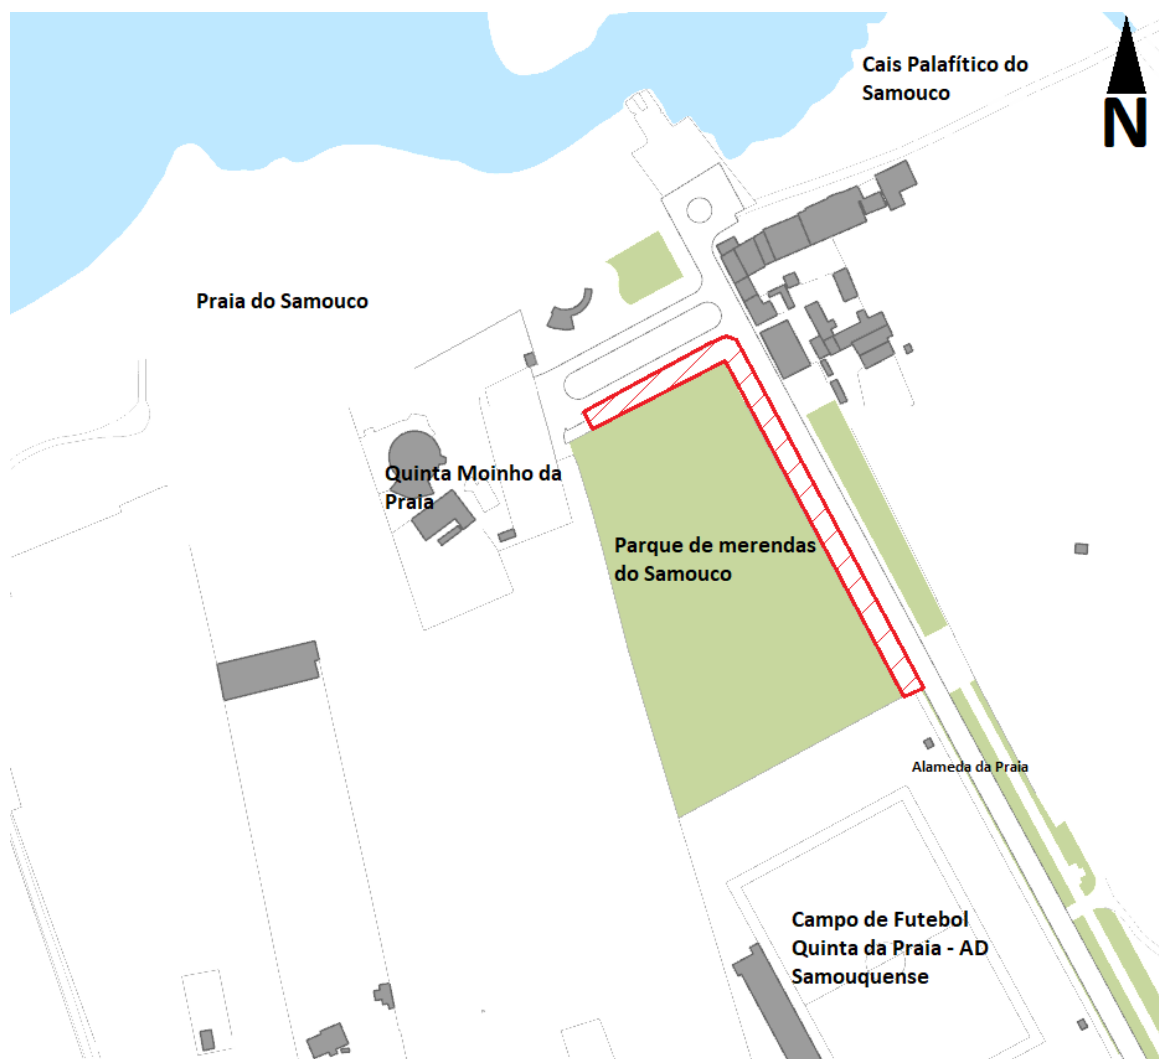 Cais Palafítico do
Samouco
N
Praia do Samouco
Quinta Moinho da
Praia
Parque de merendas
do Samouco
Alameda da Praia
Campo de Futebol
Quinta da Praia - AD
Samouquense